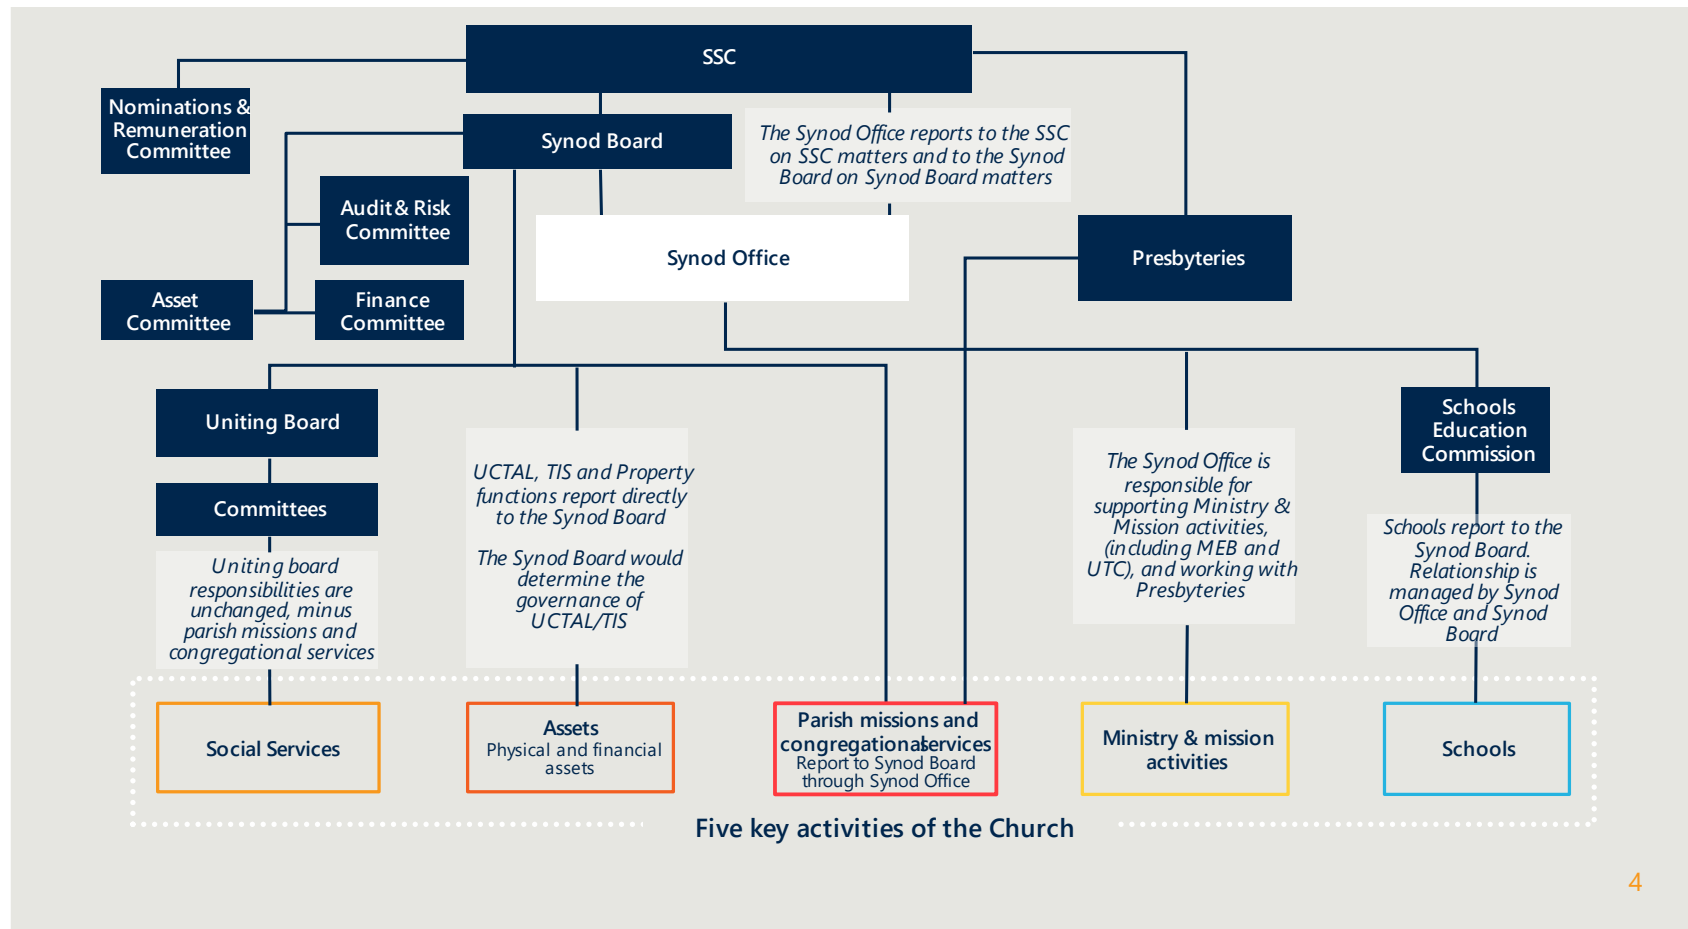 SSC
Nominations &
Remuneration
Committee
Synod Board
The Synod Office reports to the SSC
on SSC matters and to the Synod
Board on Synod Board matters
Audit & Risk
Committee
Synod Office
Presbyteries
Asset
Committee
Finance
Committee
Uniting Board
Schools
Education
Commission
Committees
UCTAL, TIS and Property
functions report directly
to the Synod Board
The Synod Board would
determine the
governance of
UCTAL/TIS
The Synod Office is
responsible for
supporting Ministry &
Mission activities,
(including MEB and
UTC), and working with
Presbyteries
Schools report to the
Synod Board.
Relationship is
managed by Synod
Office and Synod
Board
Uniting board
responsibilities are
unchanged, minus
parish missions and
congregational services
Social Services
Assets
Physical and financial
assets
Parish missions and
congregational services
Report to Synod Board
through Synod Office
Ministry & mission
activities
Schools
Five key activities of the Church
4